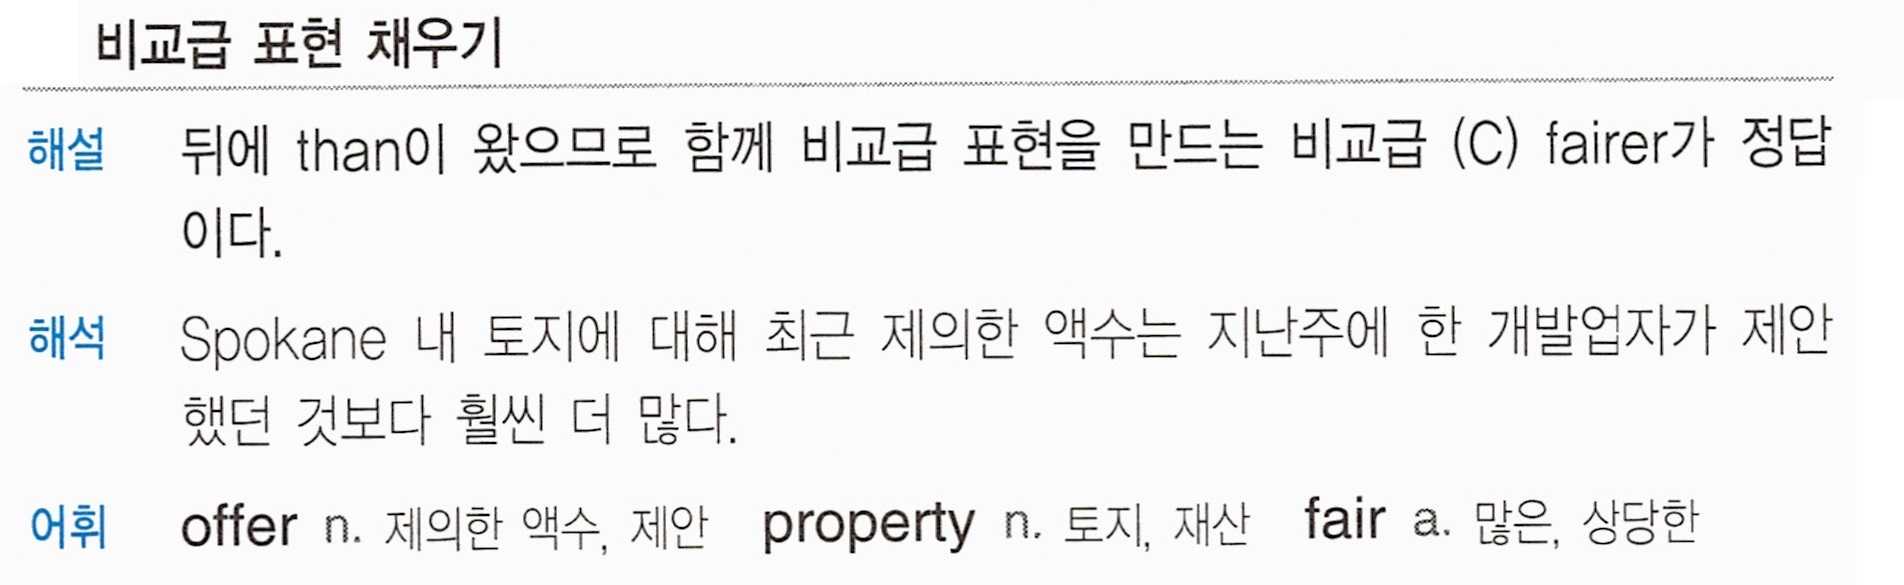 비교급 표현 채우기
해설 뒤에 than이 왔으므로 함께 비교급 표현을 만드는 비교급 (C) fairer가 정답
이다.
해석 Spokane 내 토지에 대해 최근 제의한 액수는 지난주에 한 개발업자가 제안
했던 것보다 훨씬 더 많다.
어휘 offer n. 제의한 액수, 제안 property n. 토지, 재산 fair a. 많은, 상당한